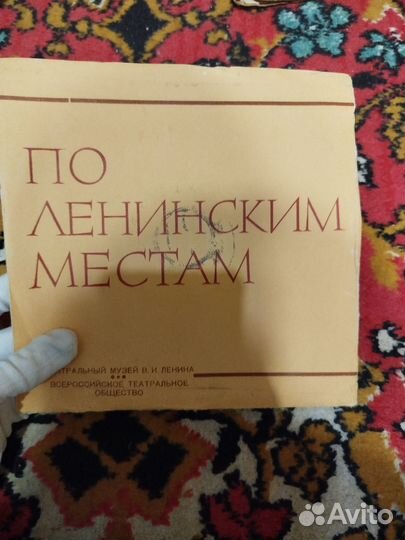 ПО
ЛЕНИНСКИМ
МЕСТАМ
ТРАЛЬНЫЙ МУЗЕЙ В. И. ЛЕНИНА
ВСЕРОССИЙСКОЕ ТЕАТРАЛЬНОЕ
ОБЩЕСТВО
Avito